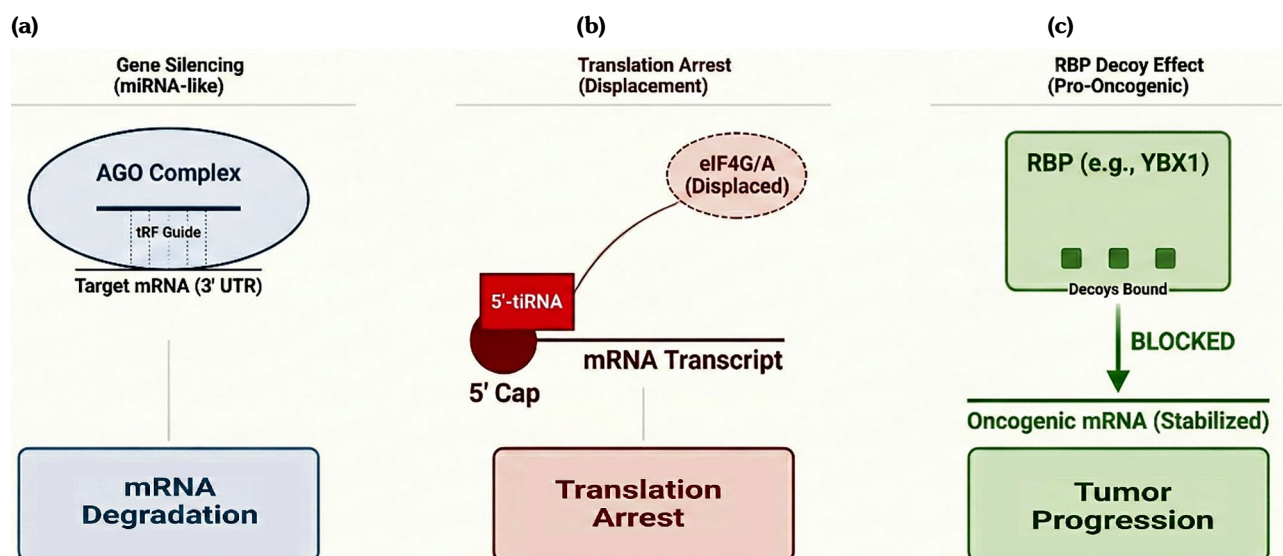 (a)
Gene Silencing
(miRNA-like)
AGO Complex
tRF Guide
Target mRNA (3' UTR)
mRNA
Degradation
(b)
Translation Arrest
(Displacement)
eIF4G/A
(Displaced)
5'-tiRNA
mRNA Transcript
5' Cap
Translation
Arrest
(c)
RBP Decoy Effect
(Pro-Oncogenic)
RBP (e.g., YBX1)
Decoys Bound
BLOCKED
Oncogenic mRNA (Stabilized)
Tumor
Progression